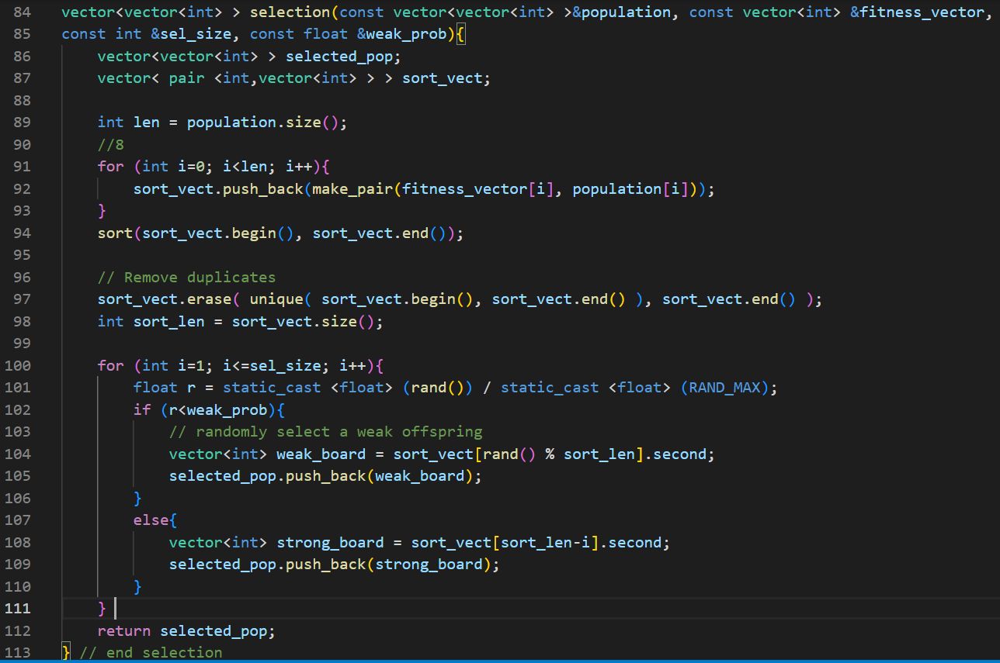 84 vector<vector<int> > selection(const vector<vector<int> >&population, const vector<int> &fitness_vector,
85 const int &sel_size, const float &weak_prob){
86     vector<vector<int> > selected_pop;
87     vector< pair <int,vector<int> > > sort_vect;
88
89     int len = population.size();
90     //8
91     for (int i=0; i<len; i++){
92         sort_vect.push_back(make_pair(fitness_vector[i], population[i]));
93     }
94     sort(sort_vect.begin(), sort_vect.end());
95
96     // Remove duplicates
97     sort_vect.erase( unique( sort_vect.begin(), sort_vect.end() ), sort_vect.end() );
98     int sort_len = sort_vect.size();
99
100     for (int i=1; i<=sel_size; i++){
101         float r = static_cast <float> (rand()) / static_cast <float> (RAND_MAX);
102         if (r<weak_prob){
103             // randomly select a weak offspring
104             vector<int> weak_board = sort_vect[rand() % sort_len].second;
105             selected_pop.push_back(weak_board);
106         }
107         else{
108             vector<int> strong_board = sort_vect[sort_len-i].second;
109             selected_pop.push_back(strong_board);
110         }
111     }
112     return selected_pop;
113 } // end selection